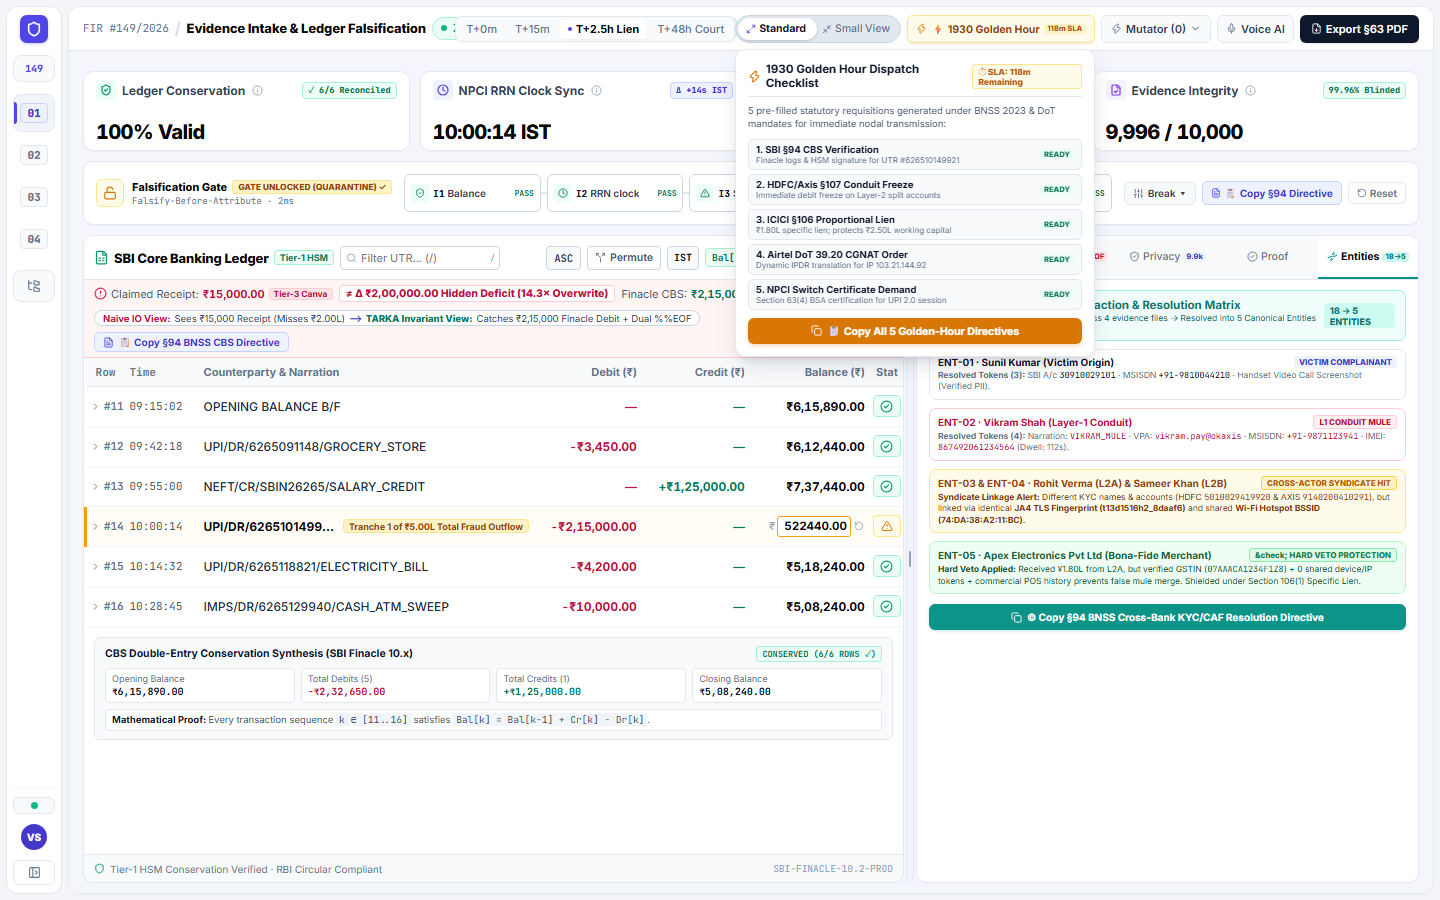 FIR #149/2026 / Evidence Intake & Ledger Falsification
T+0m T+15m • T+2.5h Lien T+48h Court
Standard Small View
1930 Golden Hour 118m SLA
Mutator (0)
Voice AI
Export §63 PDF
149
01
02
03
04
VS
Ledger Conservation
✓ 6/6 Reconciled
100% Valid
NPCI RRN Clock Sync
Δ +14s IST
10:00:14 IST
Evidence Integrity
99.96% Blinded
9,996 / 10,000
1930 Golden Hour Dispatch
Checklist
SLA: 118m
Remaining
5 pre-filled statutory requisitions generated under BNSS 2023 & DoT
mandates for immediate nodal transmission:
1. SBI §94 CBS Verification
Finacle logs & HSM signature for UTR #626510149921
READY
2. HDFC/Axis §107 Conduit Freeze
Immediate debit freeze on Layer-2 split accounts
READY
3. ICICI §106 Proportional Lien
₹1.80L specific lien; protects ₹2.50L working capital
READY
4. Airtel DoT 39.20 CGNAT Order
Dynamic IPDR translation for IP 103.21.144.92
READY
5. NPCI Switch Certificate Demand
Section 63(4) BSA certification for UPI 2.0 session
READY
Copy All 5 Golden-Hour Directives
Falsification Gate GATE UNLOCKED (QUARANTINE) ✓
Falsify-Before-Attribute · 2ms
I1 Balance PASS
I2 RRN clock PASS
I3
Break ▾
Copy §94 Directive
Reset
SBI Core Banking Ledger Tier-1 HSM
Filter UTR... (/) /
ASC
Permute
IST
Claimed Receipt: ₹15,000.00 Tier-3 Canva ≠ Δ ₹2,00,000.00 Hidden Deficit (14.3× Overwrite) Finacle CBS:
Naive IO View: Sees ₹15,000 Receipt (Misses ₹2.00L) → TARKA Invariant View: Catches ₹2,15,000 Finacle Debit + Dual %%EOF
Copy §94 BNSS CBS Directive
Row Time Counterparty & Narration Debit (₹) Credit (₹) Balance (₹) Stat
#11 09:15:02 OPENING BALANCE B/F — — ₹6,15,890.00
#12 09:42:18 UPI/DR/6265091148/GROCERY_STORE -₹3,450.00 — ₹6,12,440.00
#13 09:55:00 NEFT/CR/SBIN26265/SALARY_CREDIT — +₹1,25,000.00 ₹7,37,440.00
#14 10:00:14 UPI/DR/6265101499... Tranche 1 of ₹5.00L Total Fraud Outflow -₹2,15,000.00 — ₹ 522440.00
#15 10:14:32 UPI/DR/6265118821/ELECTRICITY_BILL -₹4,200.00 — ₹5,18,240.00
#16 10:28:45 IMPS/DR/6265129940/CASH_ATM_SWEEP -₹10,000.00 — ₹5,08,240.00
CBS Double-Entry Conservation Synthesis (SBI Finacle 10.x)
CONSERVED (6/6 ROWS ✓)
Opening Balance
₹6,15,890.00
Total Debits (5)
-₹2,32,650.00
Total Credits (1)
+₹1,25,000.00
Closing Balance
₹5,08,240.00
Mathematical Proof: Every transaction sequence k ∈ [11..16] satisfies Bal[k] = Bal[k-1] + Cr[k] - Dr[k].
Tier-1 HSM Conservation Verified · RBI Circular Compliant
SBI-FINACLE-10.2-PROD
Privacy 9.9k
Proof
Entities 18→5
& Resolution Matrix
4 evidence files → Resolved into 5 Canonical Entities
18 → 5
ENTITIES
ENT-01 · Sunil Kumar (Victim Origin)
VICTIM COMPLAINANT
Resolved Tokens (3): SBI A/c 30910029101 · MSISDN +91-9810044210 · Handset Video Call Screenshot
(Verified PII).
ENT-02 · Vikram Shah (Layer-1 Conduit)
L1 CONDUIT MULE
Resolved Tokens (4): Narration: VIKRAM_MULE · VPA: vikram.pay@okaxis · MSISDN: +91-9871123941 · IMEI:
867492061234564 (Dwell: 112s).
ENT-03 & ENT-04 · Rohit Verma (L2A) & Sameer Khan (L2B)
CROSS-ACTOR SYNDICATE HIT
Syndicate Linkage Alert: Different KYC names & accounts (HDFC 5010029419920 & AXIS 9140200410291), but
linked via identical JA4 TLS Fingerprint (t13d1516h2_8daaf6) and shared Wi-Fi Hotspot BSSID
(74:DA:38:A2:11:BC).
ENT-05 · Apex Electronics Pvt Ltd (Bona-Fide Merchant)
&check; HARD VETO PROTECTION
Hard Veto Applied: Received ₹1.80L from L2A, but verified GSTIN (07AAACA1234F1Z8) + 0 shared device/IP
tokens + commercial POS history prevents false mule merge. Shielded under Section 106(1) Specific Lien.
© Copy §94 BNSS Cross-Bank KYC/CAF Resolution Directive